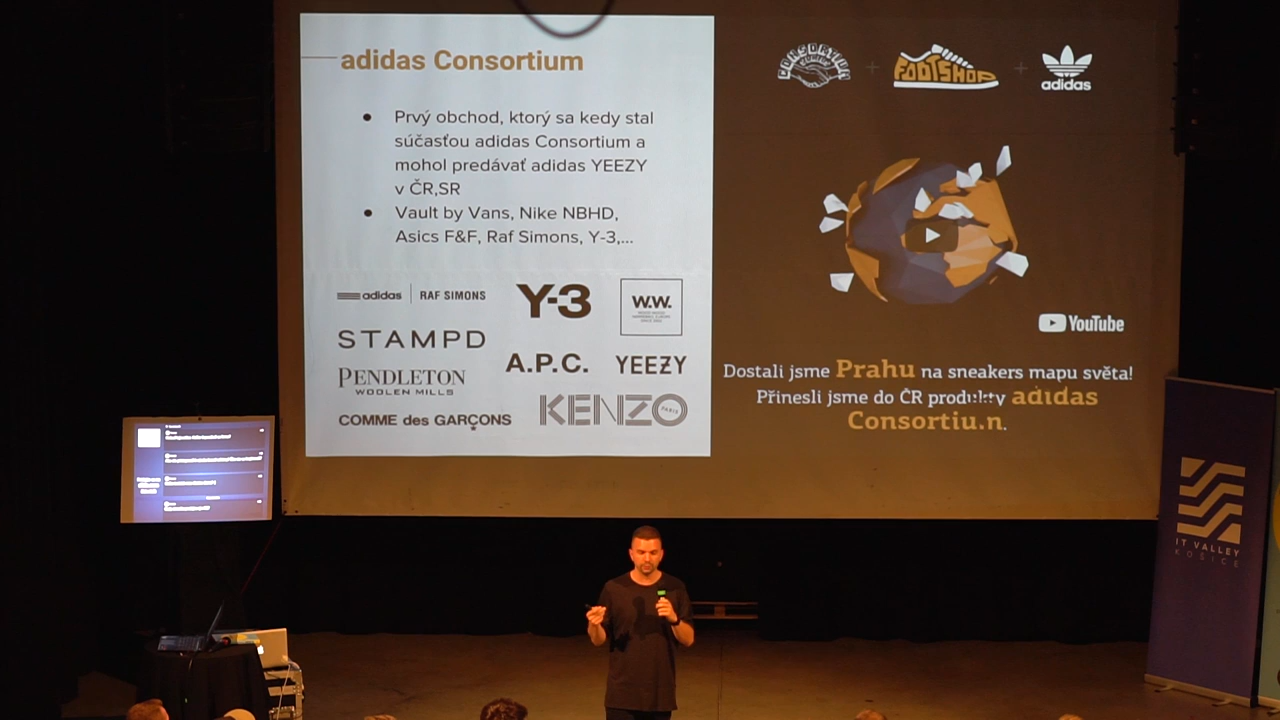 adidas Consortium
Prvý obchod, ktorý sa kedy stal
súčasťou adidas Consortium a
mohol predávať adidas YEEZY
v ČR,SR
Vault by Vans, Nike NBHD,
Asics F&F, Raf Simons, Y-3,...
adidas | RAF SIMONS
Y-3
W.W.
STAMPD
A.P.C.
YEEZY
PENDLETON
WOOLEN MILLS
COMME des GARÇONS
KENZO
PARIS
CONSORTIUM
FOOTSHOP
adidas
YouTube
Dostali jsme Prahu na sneakers mapu světa!
Přinesli jsme do ČR produkty adidas
Consortiu.n.
IT VALLEY
KOŠICE